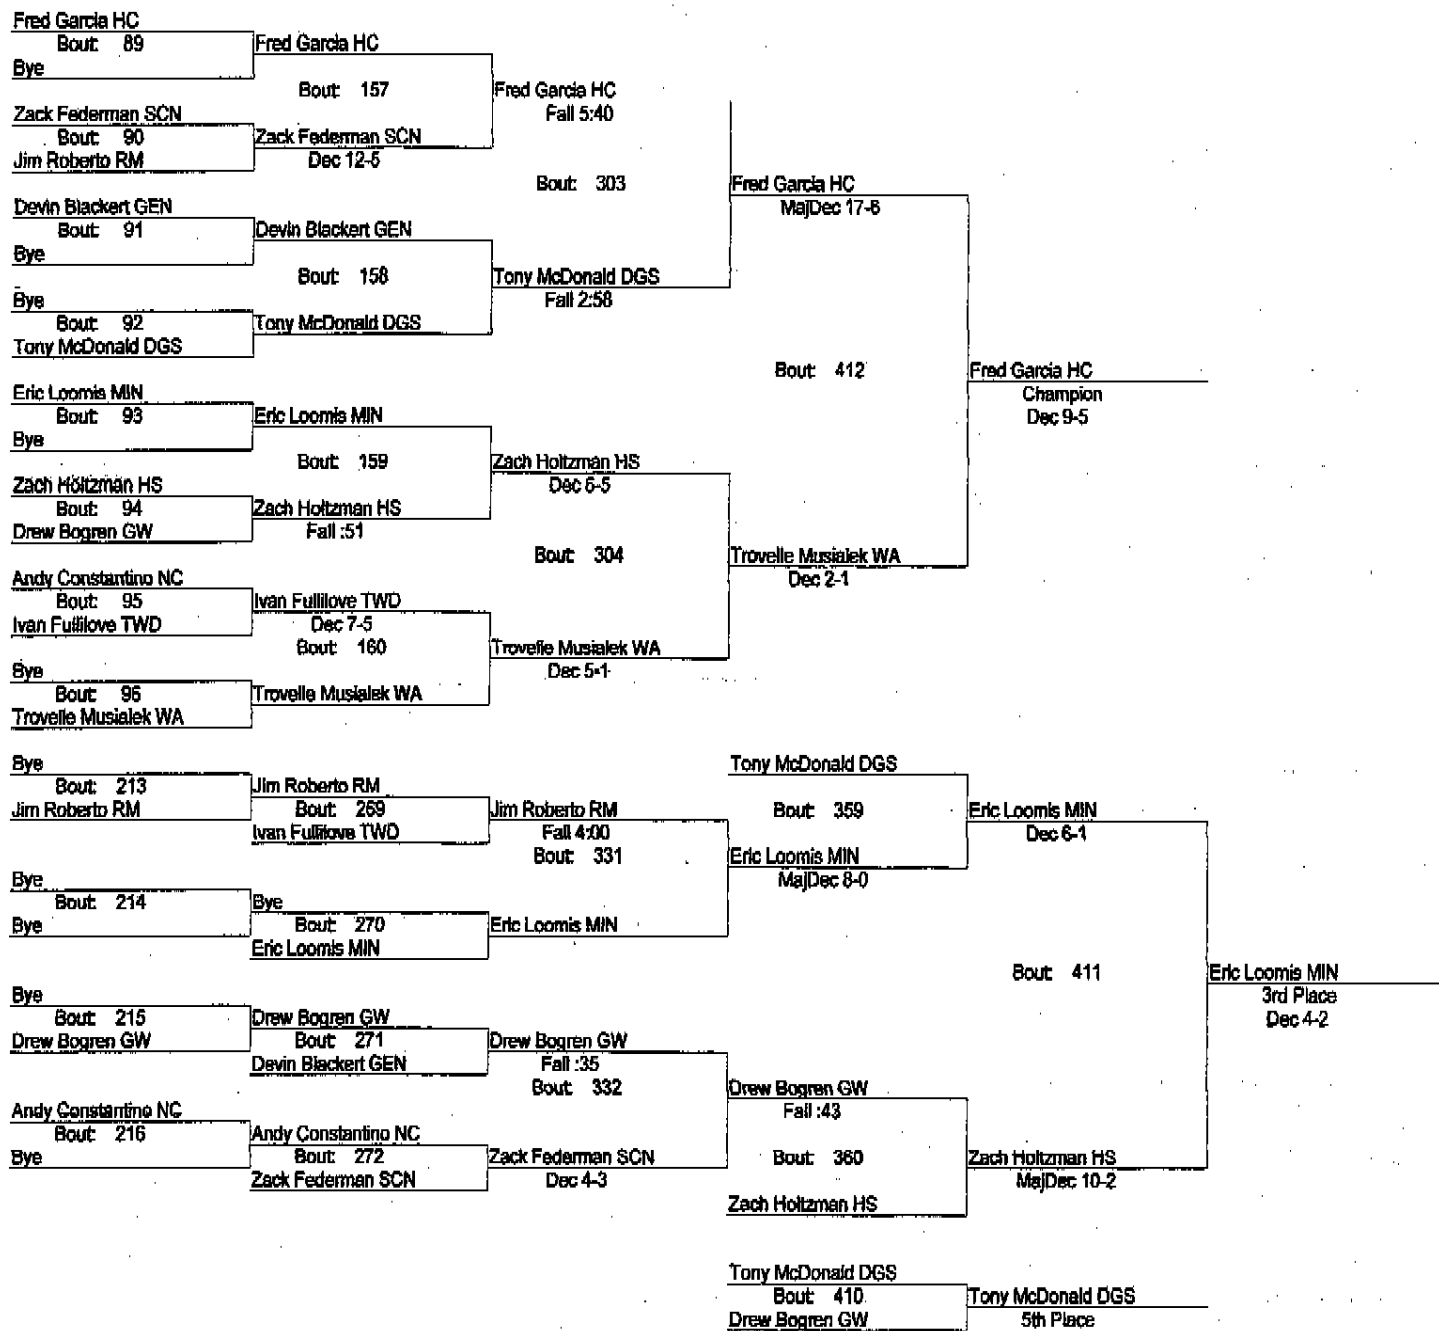 Fred Garcia HC
Bout: 89
Bye
Fred Garcia HC
Bout: 157
Zack Federman SCN
Bout: 90
Jim Roberto RM
Zack Federman SCN
Dec 12-5
Fred Garcia HC
Fall 5:40
Bout: 303
Devin Blackert GEN
Bout: 91
Bye
Devin Blackert GEN
Bout: 158
Bye
Bout: 92
Tony McDonald DGS
Tony McDonald DGS
Tony McDonald DGS
Fall 2:58
Fred Garcia HC
MajDec 17-6
Bout: 412
Fred Garcia HC
Champion
Dec 9-5
Eric Loomis MIN
Bout: 93
Bye
Eric Loomis MIN
Bout: 159
Zach Holtzman HS
Bout: 94
Drew Bogren GW
Zach Holtzman HS
Fall :51
Zach Holtzman HS
Dec 6-5
Bout: 304
Andy Constantino NC
Bout: 95
Ivan Fullilove TWD
Ivan Fullilove TWD
Dec 7-5
Bout: 160
Bye
Bout: 96
Trovelle Musialek WA
Trovelle Musialek WA
Trovelle Musialek WA
Dec 5-1
Trovelle Musialek WA
Dec 2-1
Bye
Bout: 213
Jim Roberto RM
Jim Roberto RM
Bout: 269
Ivan Fullilove TWD
Jim Roberto RM
Fall 4:00
Bout: 331
Bye
Bout: 214
Bye
Bye
Bout: 270
Eric Loomis MIN
Eric Loomis MIN
Tony McDonald DGS
Bout: 359
Eric Loomis MIN
MajDec 8-0
Eric Loomis MIN
Dec 6-1
Bout: 411
Eric Loomis MIN
3rd Place
Dec 4-2
Bye
Bout: 215
Drew Bogren GW
Drew Bogren GW
Bout: 271
Devin Blackert GEN
Drew Bogren GW
Fall :35
Bout: 332
Andy Constantino NC
Bout: 216
Bye
Andy Constantino NC
Bout: 272
Zack Federman SCN
Zack Federman SCN
Dec 4-3
Drew Bogren GW
Fall :43
Bout: 360
Zach Holtzman HS
Zach Holtzman HS
MajDec 10-2
Tony McDonald DGS
Bout: 410
Drew Bogren GW
Tony McDonald DGS
5th Place